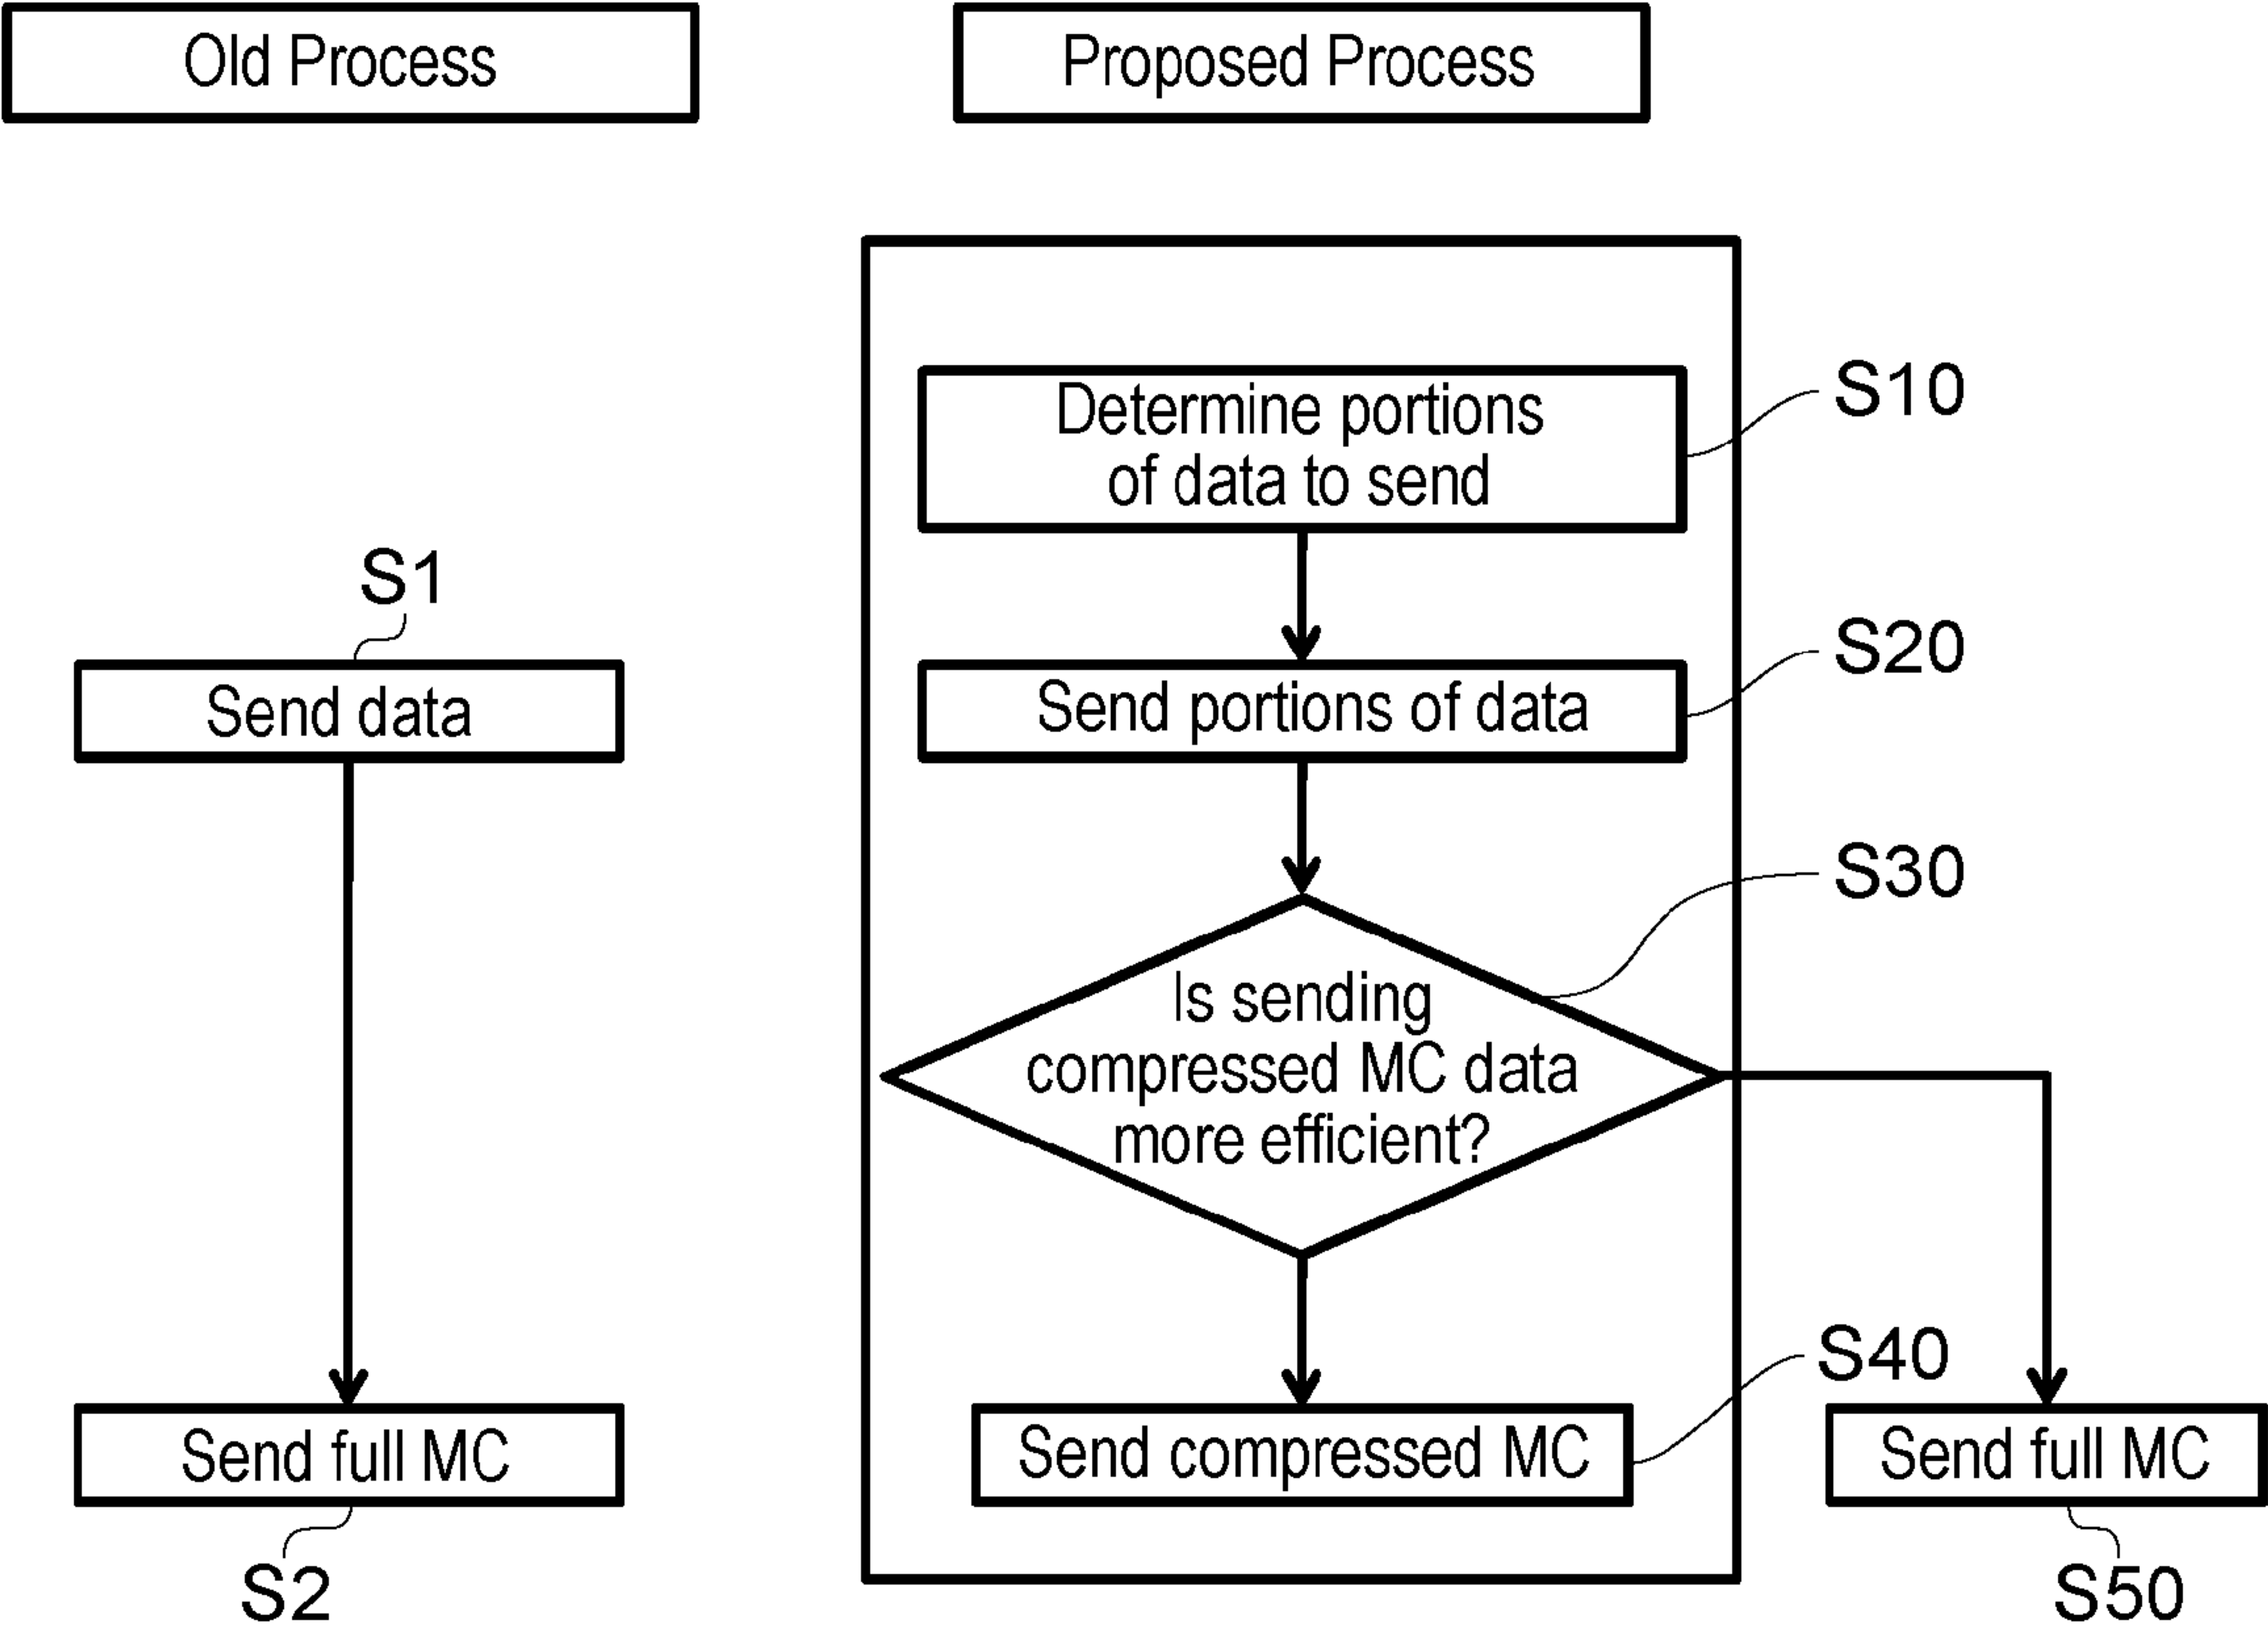 Old Process
Proposed Process
S1
Send data
Send full MC
S2
Determine portions
of data to send
S10
Send portions of data
S20
Is sending
compressed MC data
more efficient?
S30
Send compressed MC
S40
Send full MC
S50